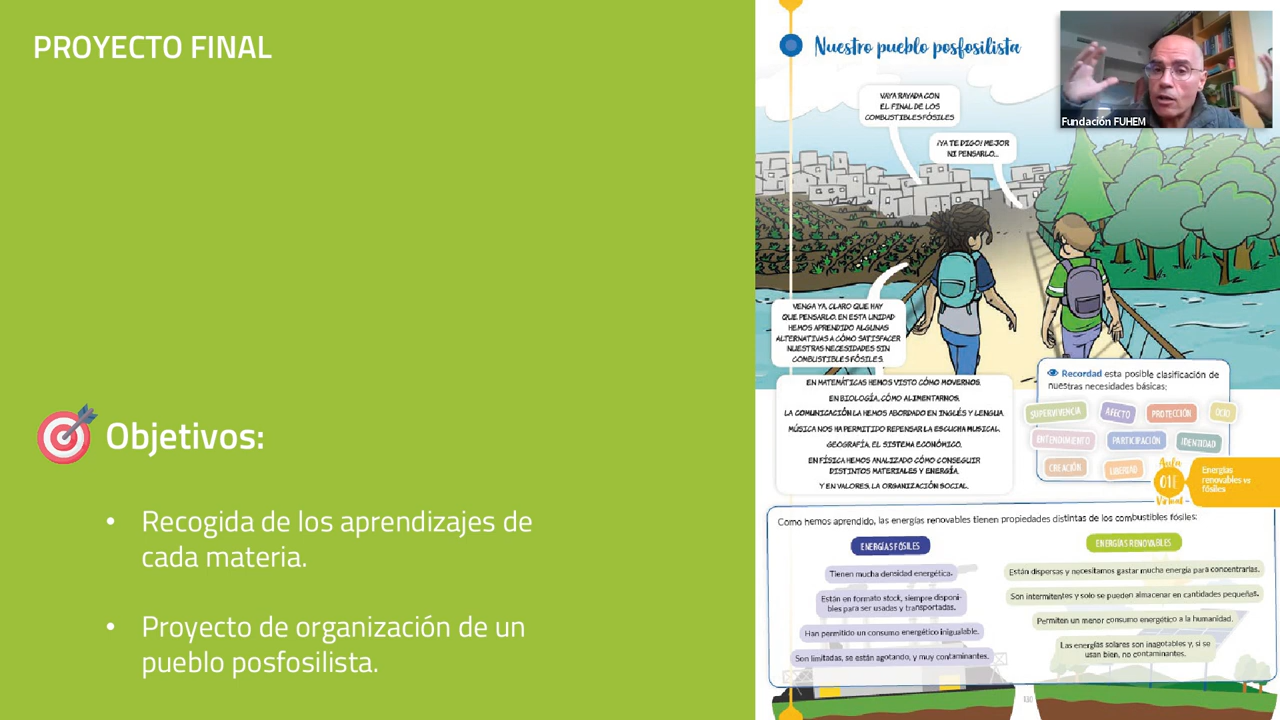 PROYECTO FINAL
Objetivos:
• Recogida de los aprendizajes de
cada materia.
• Proyecto de organización de un
pueblo posfosilista.
Nuestro pueblo posfosilista
Fundación FUHEM
VAYA RAYADA CON
EL FINAL DE LOS
COMBUSTIBLES FÓSILES
¡YA TE DIGO! MEJOR
NI PENSARLO...
VENGA YA, CLARO QUE HAY
QUE PENSARLO. EN ESTA UNIDAD
HEMOS APRENDIDO ALGUNAS
ALTERNATIVAS A CÓMO SATISFACER
NUESTRAS NECESIDADES SIN
COMBUSTIBLES FÓSILES.
EN MATEMÁTICAS HEMOS VISTO CÓMO MOVERNOS.
EN BIOLOGÍA, CÓMO ALIMENTARNOS.
LA COMUNICACIÓN LA HEMOS ABORDADO EN INGLÉS Y LENGUA.
MÚSICA NOS HA PERMITIDO REPENSAR LA ESCUCHA MUSICAL.
GEOGRAFÍA, EL SISTEMA ECONÓMICO.
EN FÍSICA HEMOS ANALIZADO CÓMO CONSEGUIR
DISTINTOS MATERIALES Y ENERGÍA.
Y EN VALORES, LA ORGANIZACIÓN SOCIAL.
Recordad esta posible clasificación de
nuestras necesidades básicas:
SUPERVIVENCIA AFECTO PROTECCIÓN OCIO
ENTENDIMIENTO PARTICIPACIÓN IDENTIDAD
CREACIÓN LIBERTAD
Aula
01E
Virtual
Energías
renovables vs
fósiles
Como hemos aprendido, las energías renovables tienen propiedades distintas de los combustibles fósiles:
ENERGÍAS FÓSILES
Tienen mucha densidad energética.
Están en formato stock, siempre disponi-
bles para ser usadas y transportadas.
Han permitido un consumo energético inigualable.
Son limitadas, se están agotando, y muy contaminantes.
ENERGÍAS RENOVABLES
Están dispersas y necesitamos gastar mucha energía para concentrarlas.
Son intermitentes y solo se pueden almacenar en cantidades pequeñas.
Permiten un menor consumo energético a la humanidad.
Las energías solares son inagotables y, si se
usan bien, no contaminantes.